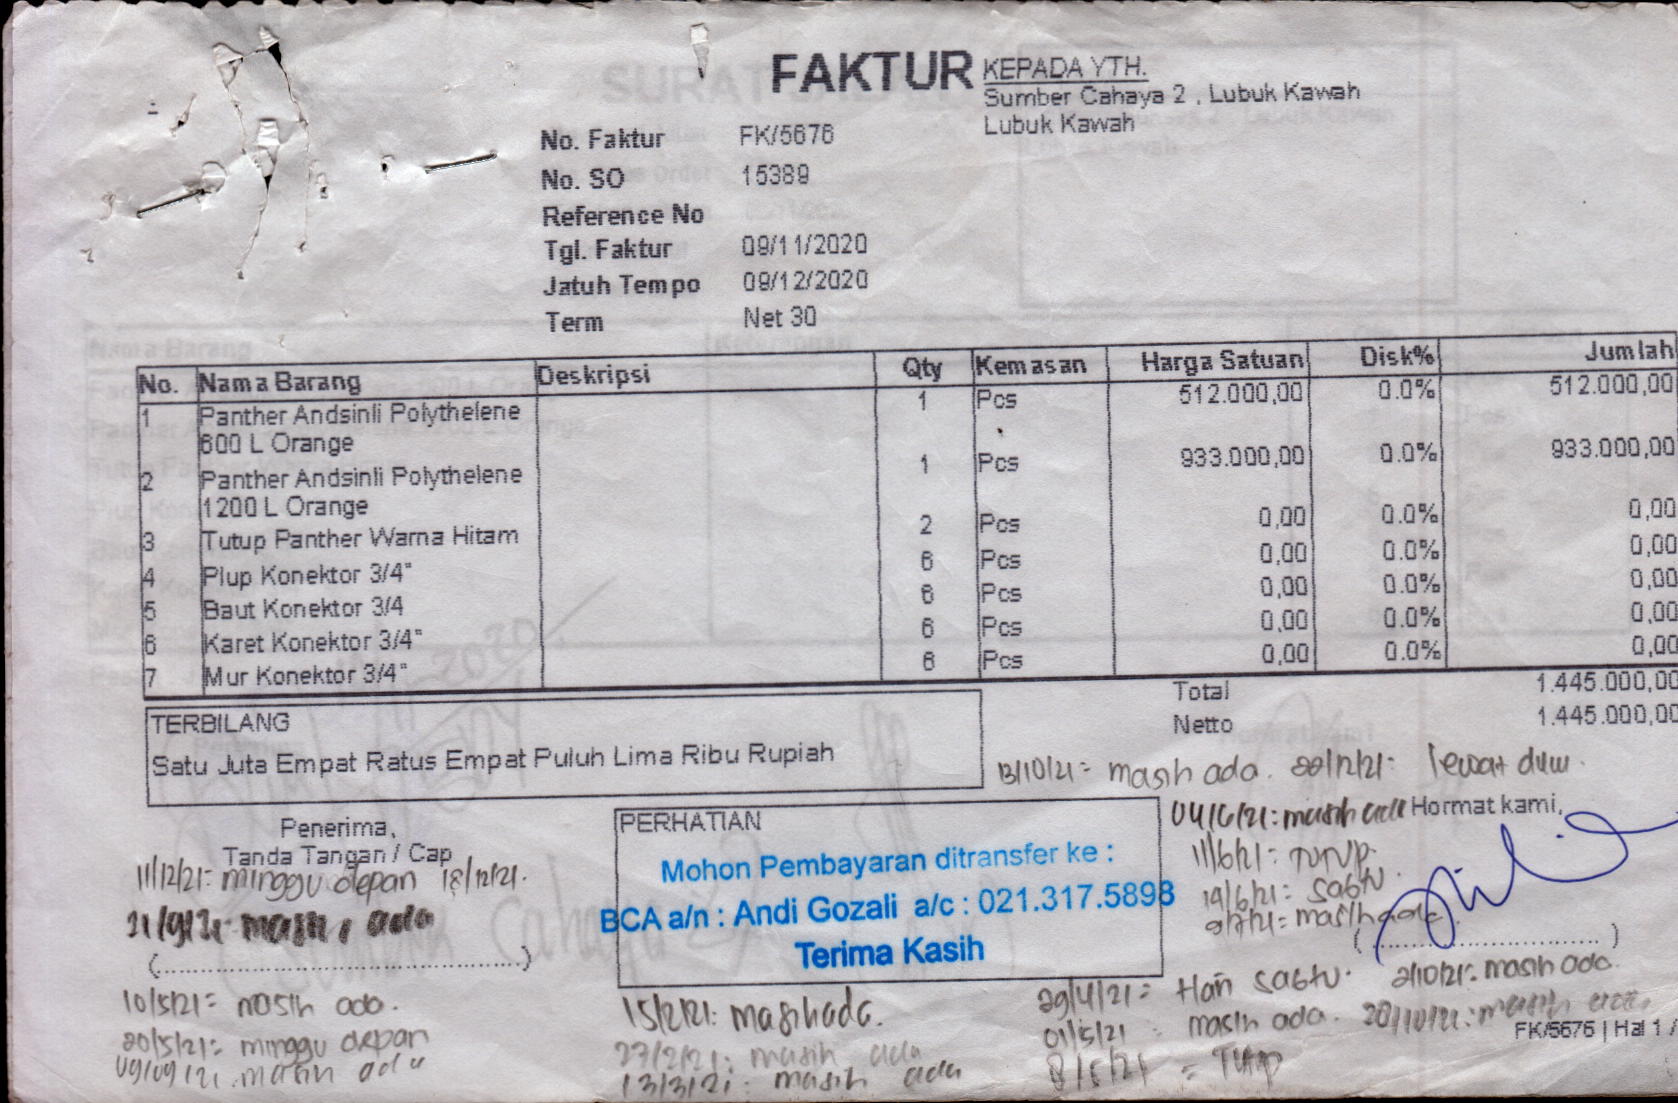 FAKTUR
KEPADA YTH.
Sumber Cahaya 2 , Lubuk Kawah
Lubuk Kawah
No. Faktur FK/5676
No. SO 15389
Reference No
Tgl. Faktur 09/11/2020
Jatuh Tempo 09/12/2020
Term Net 30
No. Nama Barang Deskripsi Qty Kemasan Harga Satuan Disk% Jumlah
1 Panther Andsinli Polythelene 1 Pcs 512.000,00 0.0% 512.000,00
600 L Orange
2 Panther Andsinli Polythelene 1 Pcs 933.000,00 0.0% 933.000,00
1200 L Orange
3 Tutup Panther Warna Hitam 2 Pcs 0,00 0.0% 0,00
4 Plup Konektor 3/4" 6 Pcs 0,00 0.0% 0,00
5 Baut Konektor 3/4 6 Pcs 0,00 0.0% 0,00
6 Karet Konektor 3/4" 6 Pcs 0,00 0.0% 0,00
7 Mur Konektor 3/4" 6 Pcs 0,00 0.0% 0,00
Total 1.445.000,00
Netto 1.445.000,00
TERBILANG
Satu Juta Empat Ratus Empat Puluh Lima Ribu Rupiah
13/10/21: masih ada. 22/12/21: lewat dulu.
Penerima,
Tanda Tangan / Cap
11/12/21: minggu depan 18/12/21.
21/9/21: masih ada
(........................................)
10/5/21: masih ada.
20/5/21: minggu depan
09/09/21. masih ada
PERHATIAN
Mohon Pembayaran ditransfer ke :
BCA a/n : Andi Gozali a/c : 021.317.5898
Terima Kasih
15/2/21: masih ada.
27/2/21: masih ada
13/3/21: masih ada
04/6/21: masih ada
Hormat kami,
11/6/21: TUTUP.
19/6/21: Sabtu.
2/7/21: masih ada.
(................................)
29/4/21: Hari Sabtu. 2/10/21: masih ada.
01/5/21 : masih ada. 28/10/21: masih ada
8/5/21 = Tutup
FK/5676 | Hal 1 /